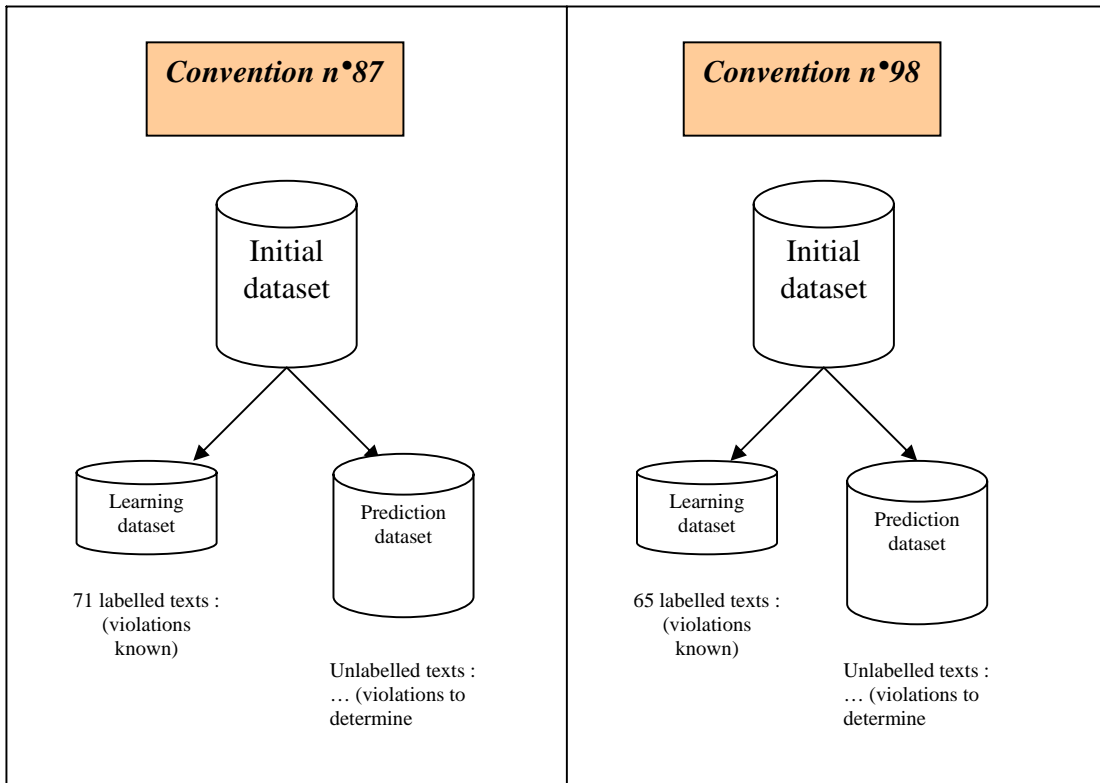 Convention n°87
Initial
dataset
Learning
dataset
Prediction
dataset
71 labelled texts :
(violations
known)
Unlabelled texts :
… (violations to
determine
Convention n°98
Initial
dataset
Learning
dataset
Prediction
dataset
65 labelled texts :
(violations
known)
Unlabelled texts :
… (violations to
determine